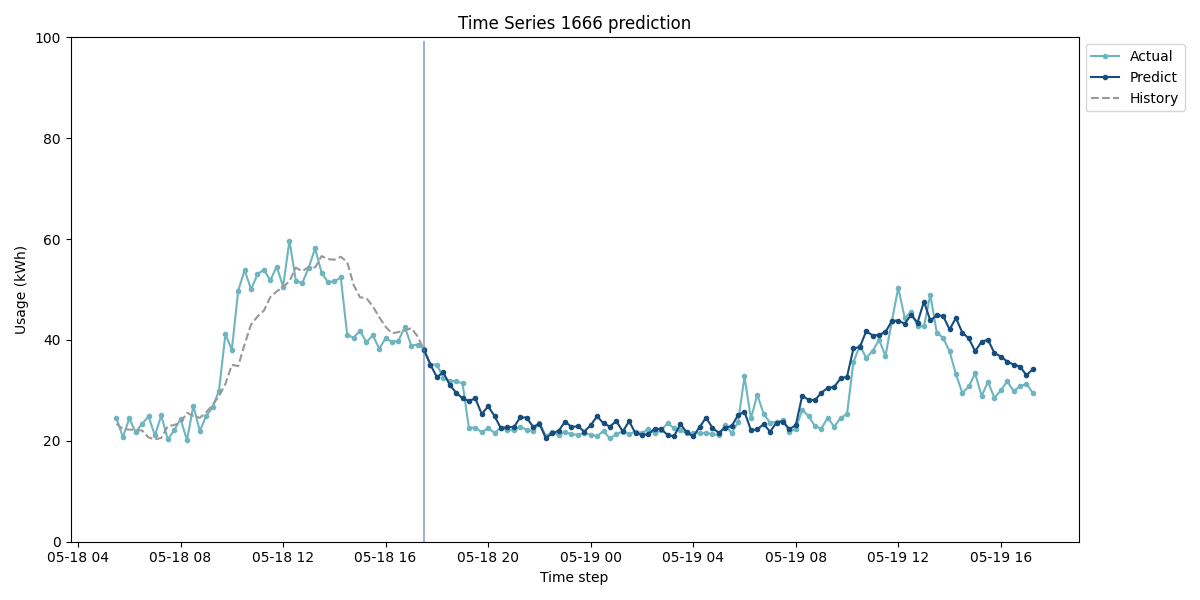 Time Series 1666 prediction
100
80
60
40
20
0
Usage (kWh)
05-18 04
05-18 08
05-18 12
05-18 16
05-18 20
05-19 00
05-19 04
05-19 08
05-19 12
05-19 16
Time step
Actual
Predict
History